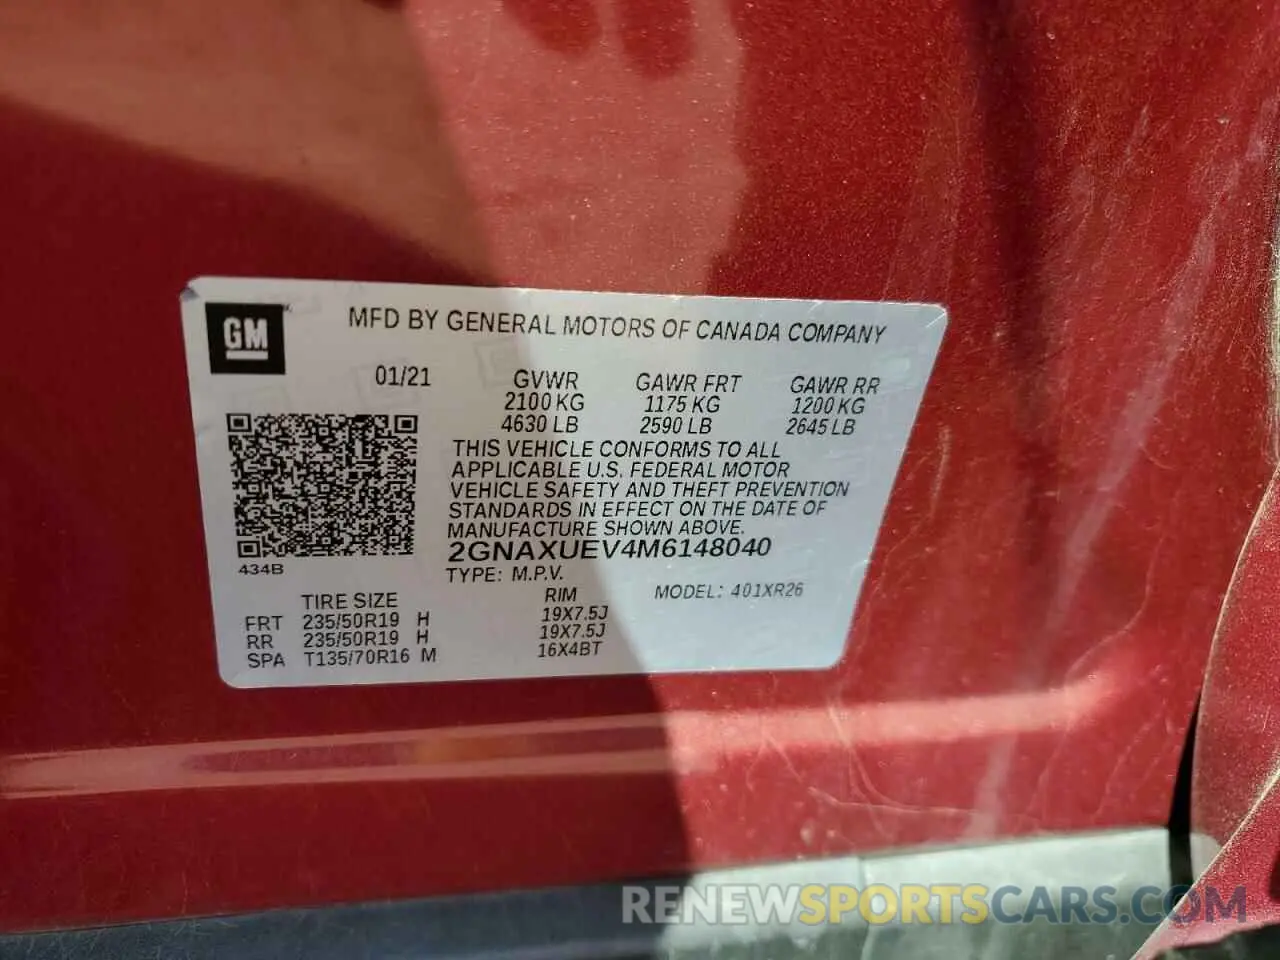 GM
MFD BY GENERAL MOTORS OF CANADA COMPANY
01/21 GVWR GAWR FRT GAWR RR
2100 KG 1175 KG 1200 KG
4630 LB 2590 LB 2645 LB
THIS VEHICLE CONFORMS TO ALL
APPLICABLE U.S. FEDERAL MOTOR
VEHICLE SAFETY AND THEFT PREVENTION
STANDARDS IN EFFECT ON THE DATE OF
MANUFACTURE SHOWN ABOVE.
2GNAXUEV4M6148040
434B
TYPE: M.P.V.
MODEL: 401XR26
TIRE SIZE RIM
FRT 235/50R19 H 19X7.5J
RR 235/50R19 H 19X7.5J
SPA T135/70R16 M 16X4BT
RENEWSPORTSCARS.COM